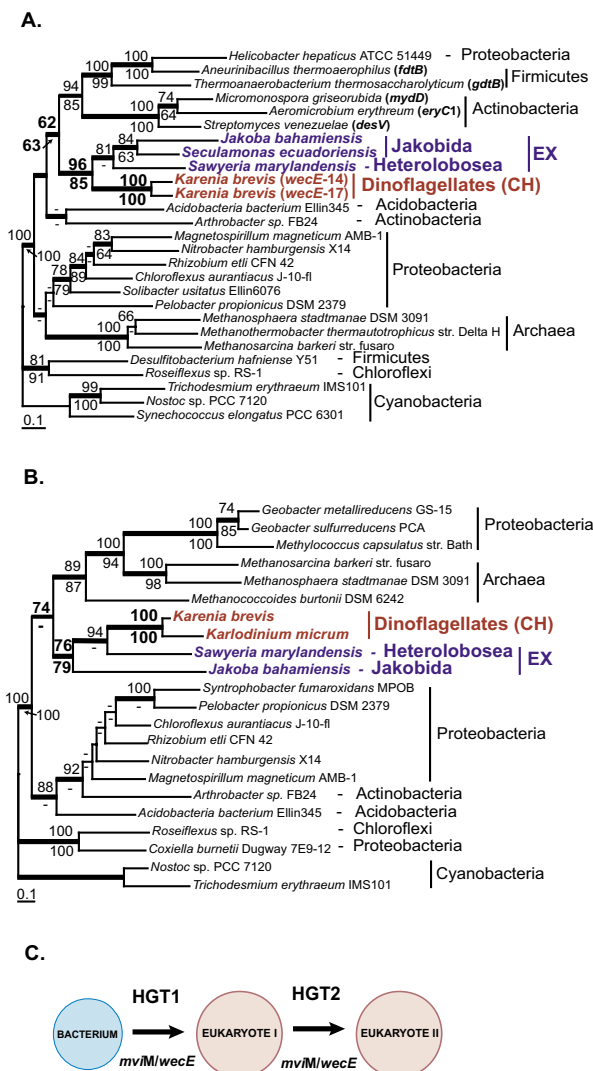 A.
Helicobacter hepaticus ATCC 51449 - Proteobacteria
Aneurinibacillus thermoaerophilus (fdtB)
Thermoanaerobacterium thermosaccharolyticum (gdtB)
Firmicutes
Micromonospora griseorubida (mydD)
Aeromicrobium erythreum (eryC1)
Streptomyces venezuelae (desV)
Actinobacteria
Jakoba bahamiensis
Seculamonas ecuadoriensis
Jakobida
Sawyeria marylandensis - Heterolobosea
EX
Karenia brevis (wecE-14)
Karenia brevis (wecE-17)
Dinoflagellates (CH)
Acidobacteria bacterium Ellin345 - Acidobacteria
Arthrobacter sp. FB24 - Actinobacteria
Magnetospirillum magneticum AMB-1
Nitrobacter hamburgensis X14
Rhizobium etli CFN 42
Chloroflexus aurantiacus J-10-fl
Solibacter usitatus Ellin6076
Pelobacter propionicus DSM 2379
Proteobacteria
Methanosphaera stadtmanae DSM 3091
Methanothermobacter thermautotrophicus str. Delta H
Methanosarcina barkeri str. fusaro
Archaea
Desulfitobacterium hafniense Y51 - Firmicutes
Roseiflexus sp. RS-1 - Chloroflexi
Trichodesmium erythraeum IMS101
Nostoc sp. PCC 7120
Synechococcus elongatus PCC 6301
Cyanobacteria
100
100
100
99
94
85
74
100
64
62
63
84
81
63
-
96
85
100
100
-
-
83
64
84
89
78
79
-
-
-
66
-
100
100
100
100
81
91
99
100
0.1
B.
Geobacter metallireducens GS-15
Geobacter sulfurreducens PCA
Methylococcus capsulatus str. Bath
Proteobacteria
Methanosarcina barkeri str. fusaro
Methanosphaera stadtmanae DSM 3091
Methanococcoides burtonii DSM 6242
Archaea
Karenia brevis
Karlodinium micrum
Dinoflagellates (CH)
Sawyeria marylandensis - Heterolobosea
Jakoba bahamiensis - Jakobida
EX
Syntrophobacter fumaroxidans MPOB
Pelobacter propionicus DSM 2379
Chloroflexus aurantiacus J-10-fl
Rhizobium etli CFN 42
Nitrobacter hamburgensis X14
Magnetospirillum magneticum AMB-1
Proteobacteria
Arthrobacter sp. FB24 - Actinobacteria
Acidobacteria bacterium Ellin345 - Acidobacteria
Roseiflexus sp. RS-1 - Chloroflexi
Coxiella burnetii Dugway 7E9-12 - Proteobacteria
Nostoc sp. PCC 7120
Trichodesmium erythraeum IMS101
Cyanobacteria
74
85
100
100
100
94
100
98
89
87
74
-
100
100
94
-
76
79
100
-
-
-
-
-
-
-
92
-
88
-
100
100
100
100
0.1
C.
HGT1
HGT2
BACTERIUM
EUKARYOTE I
EUKARYOTE II
mviM/wecE
mviM/wecE